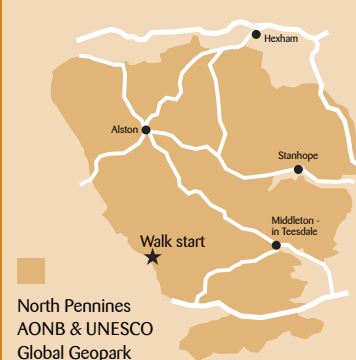 Hexham
Alston
Stanhope
Middleton -
in Teesdale
Walk start
North Pennines
AONB & UNESCO
Global Geopark